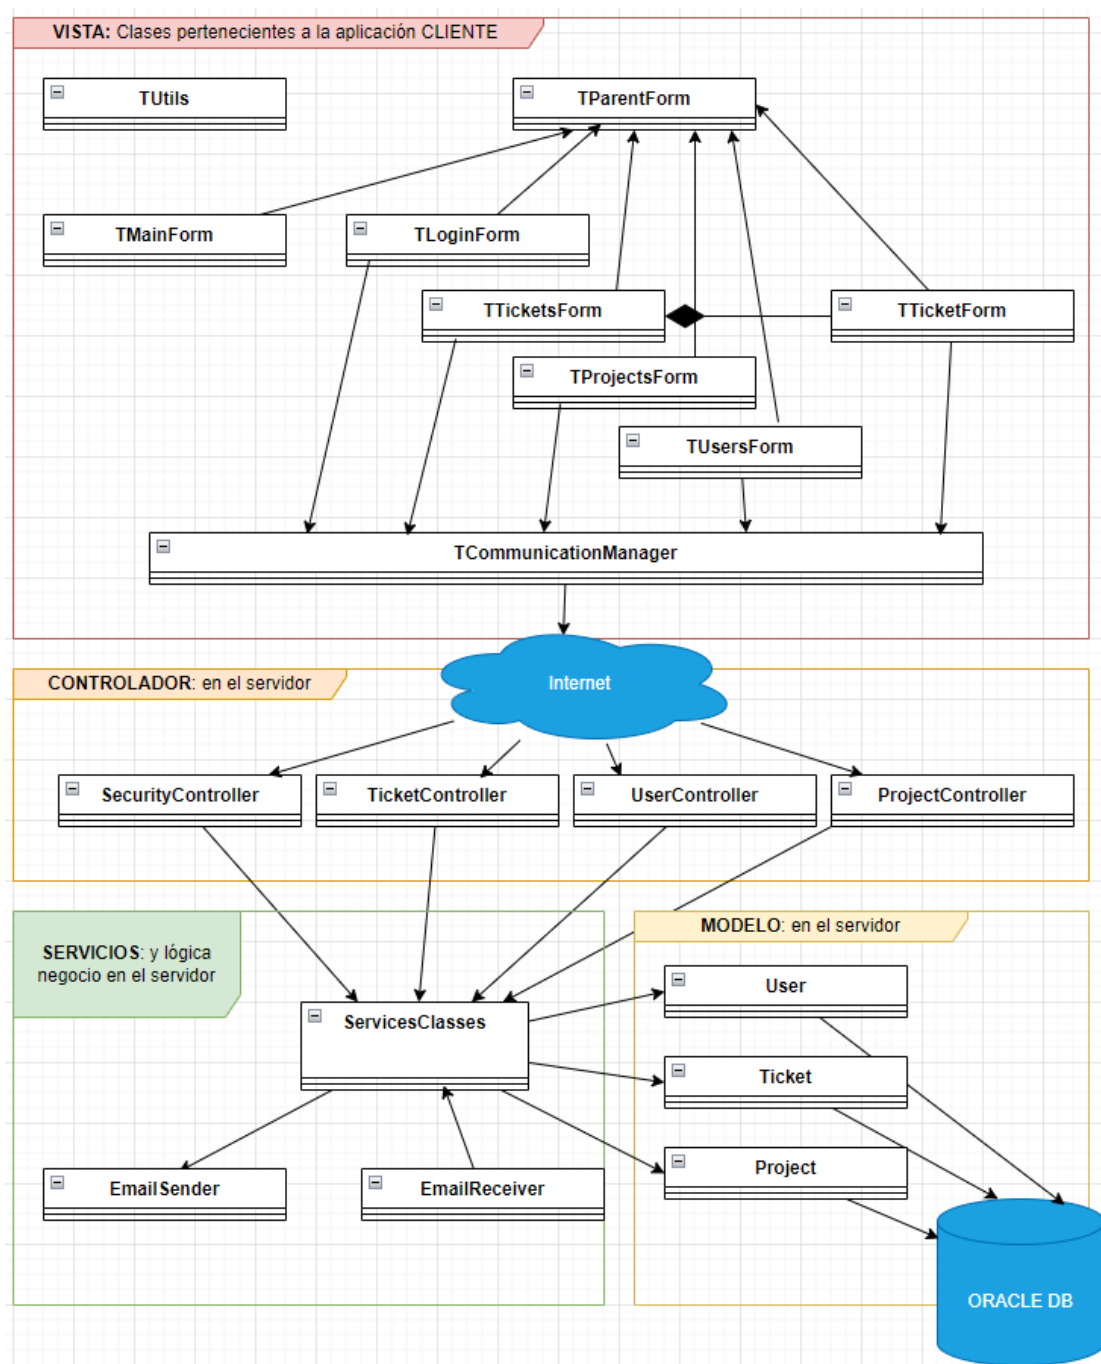 VISTA: Clases pertenecientes a la aplicación CLIENTE
TUtils
TParentForm
TMainForm
TLoginForm
TTicketsForm
TTicketForm
TProjectsForm
TUsersForm
TCommunicationManager
Internet
CONTROLADOR: en el servidor
SecurityController
TicketController
UserController
ProjectController
SERVICIOS: y lógica
negocio en el servidor
MODELO: en el servidor
User
ServicesClasses
Ticket
Project
EmailSender
EmailReceiver
ORACLE DB